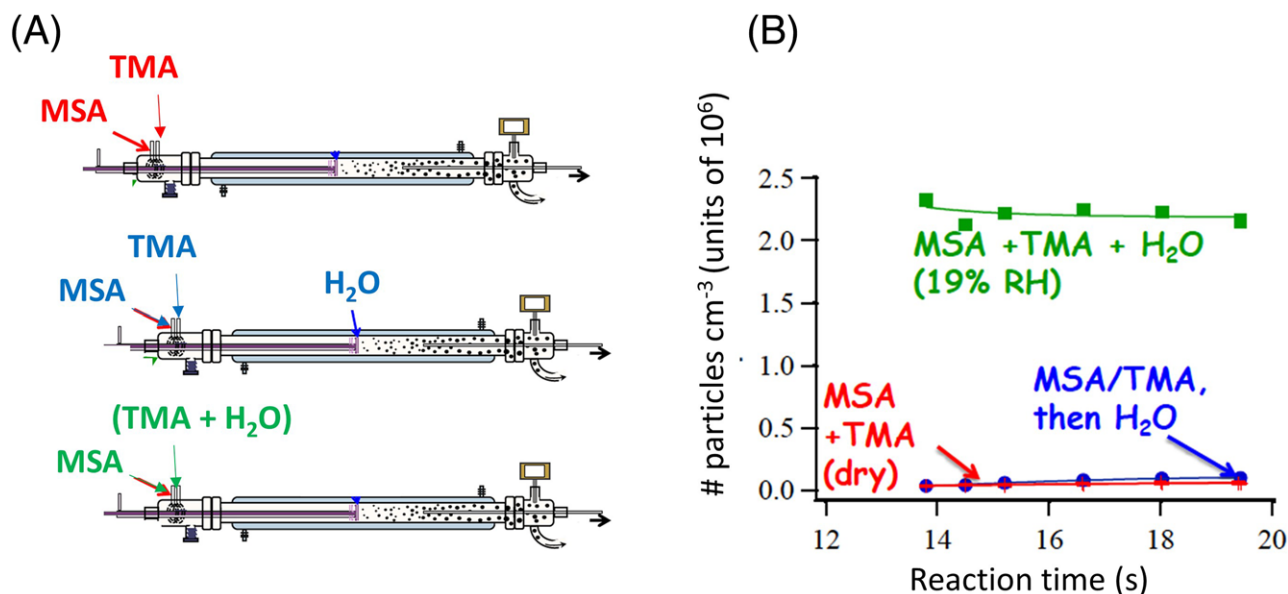 (A)
TMA
MSA
TMA
MSA
H₂O
(TMA + H₂O)
MSA
(B)
# particles cm⁻³ (units of 10⁶)
2.5
2.0
1.5
1.0
0.5
0.0
MSA +TMA + H₂O
(19% RH)
MSA
+TMA
(dry)
MSA/TMA,
then H₂O
12
14
16
18
20
Reaction time (s)